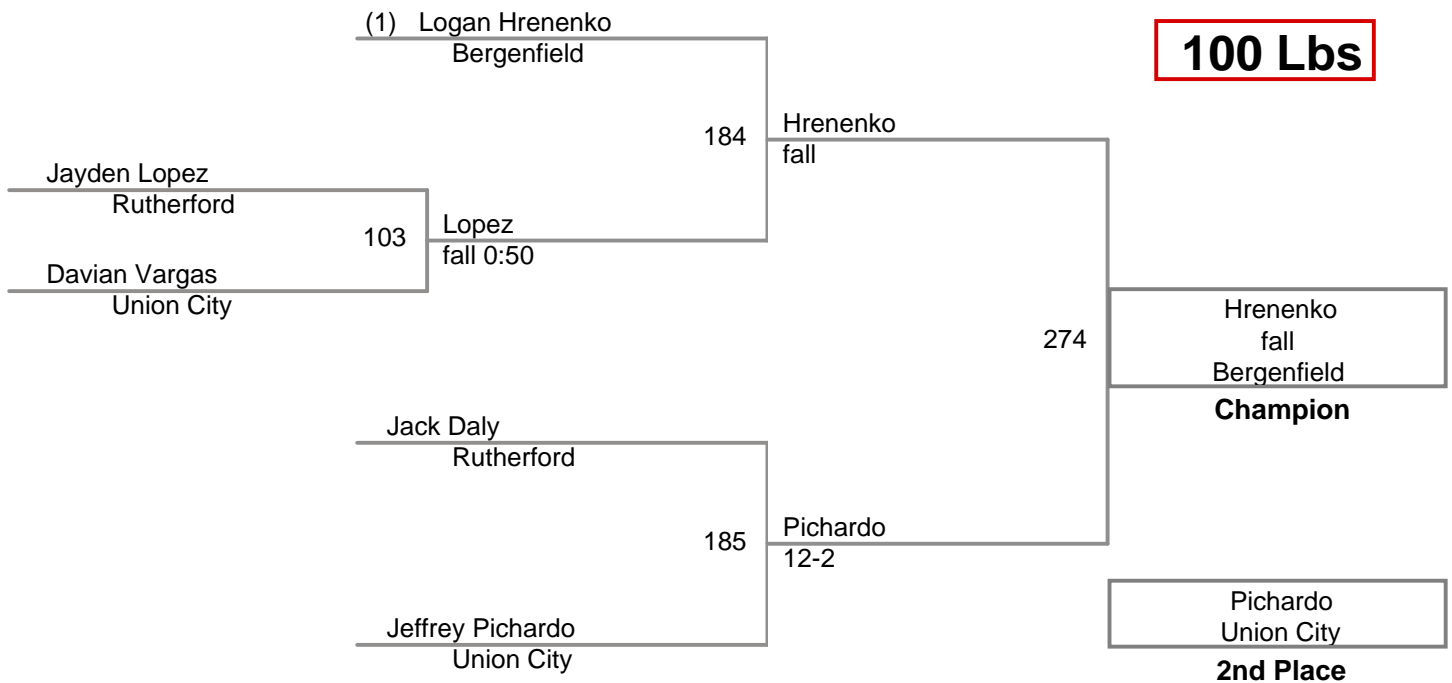 (1) Logan Hrenenko
Bergenfield
100 Lbs
184
Hrenenko
fall
Jayden Lopez
Rutherford
103
Lopez
fall 0:50
Davian Vargas
Union City
274
Hrenenko
fall
Bergenfield
Champion
Jack Daly
Rutherford
185
Pichardo
12-2
Jeffrey Pichardo
Union City
Pichardo
Union City
2nd Place